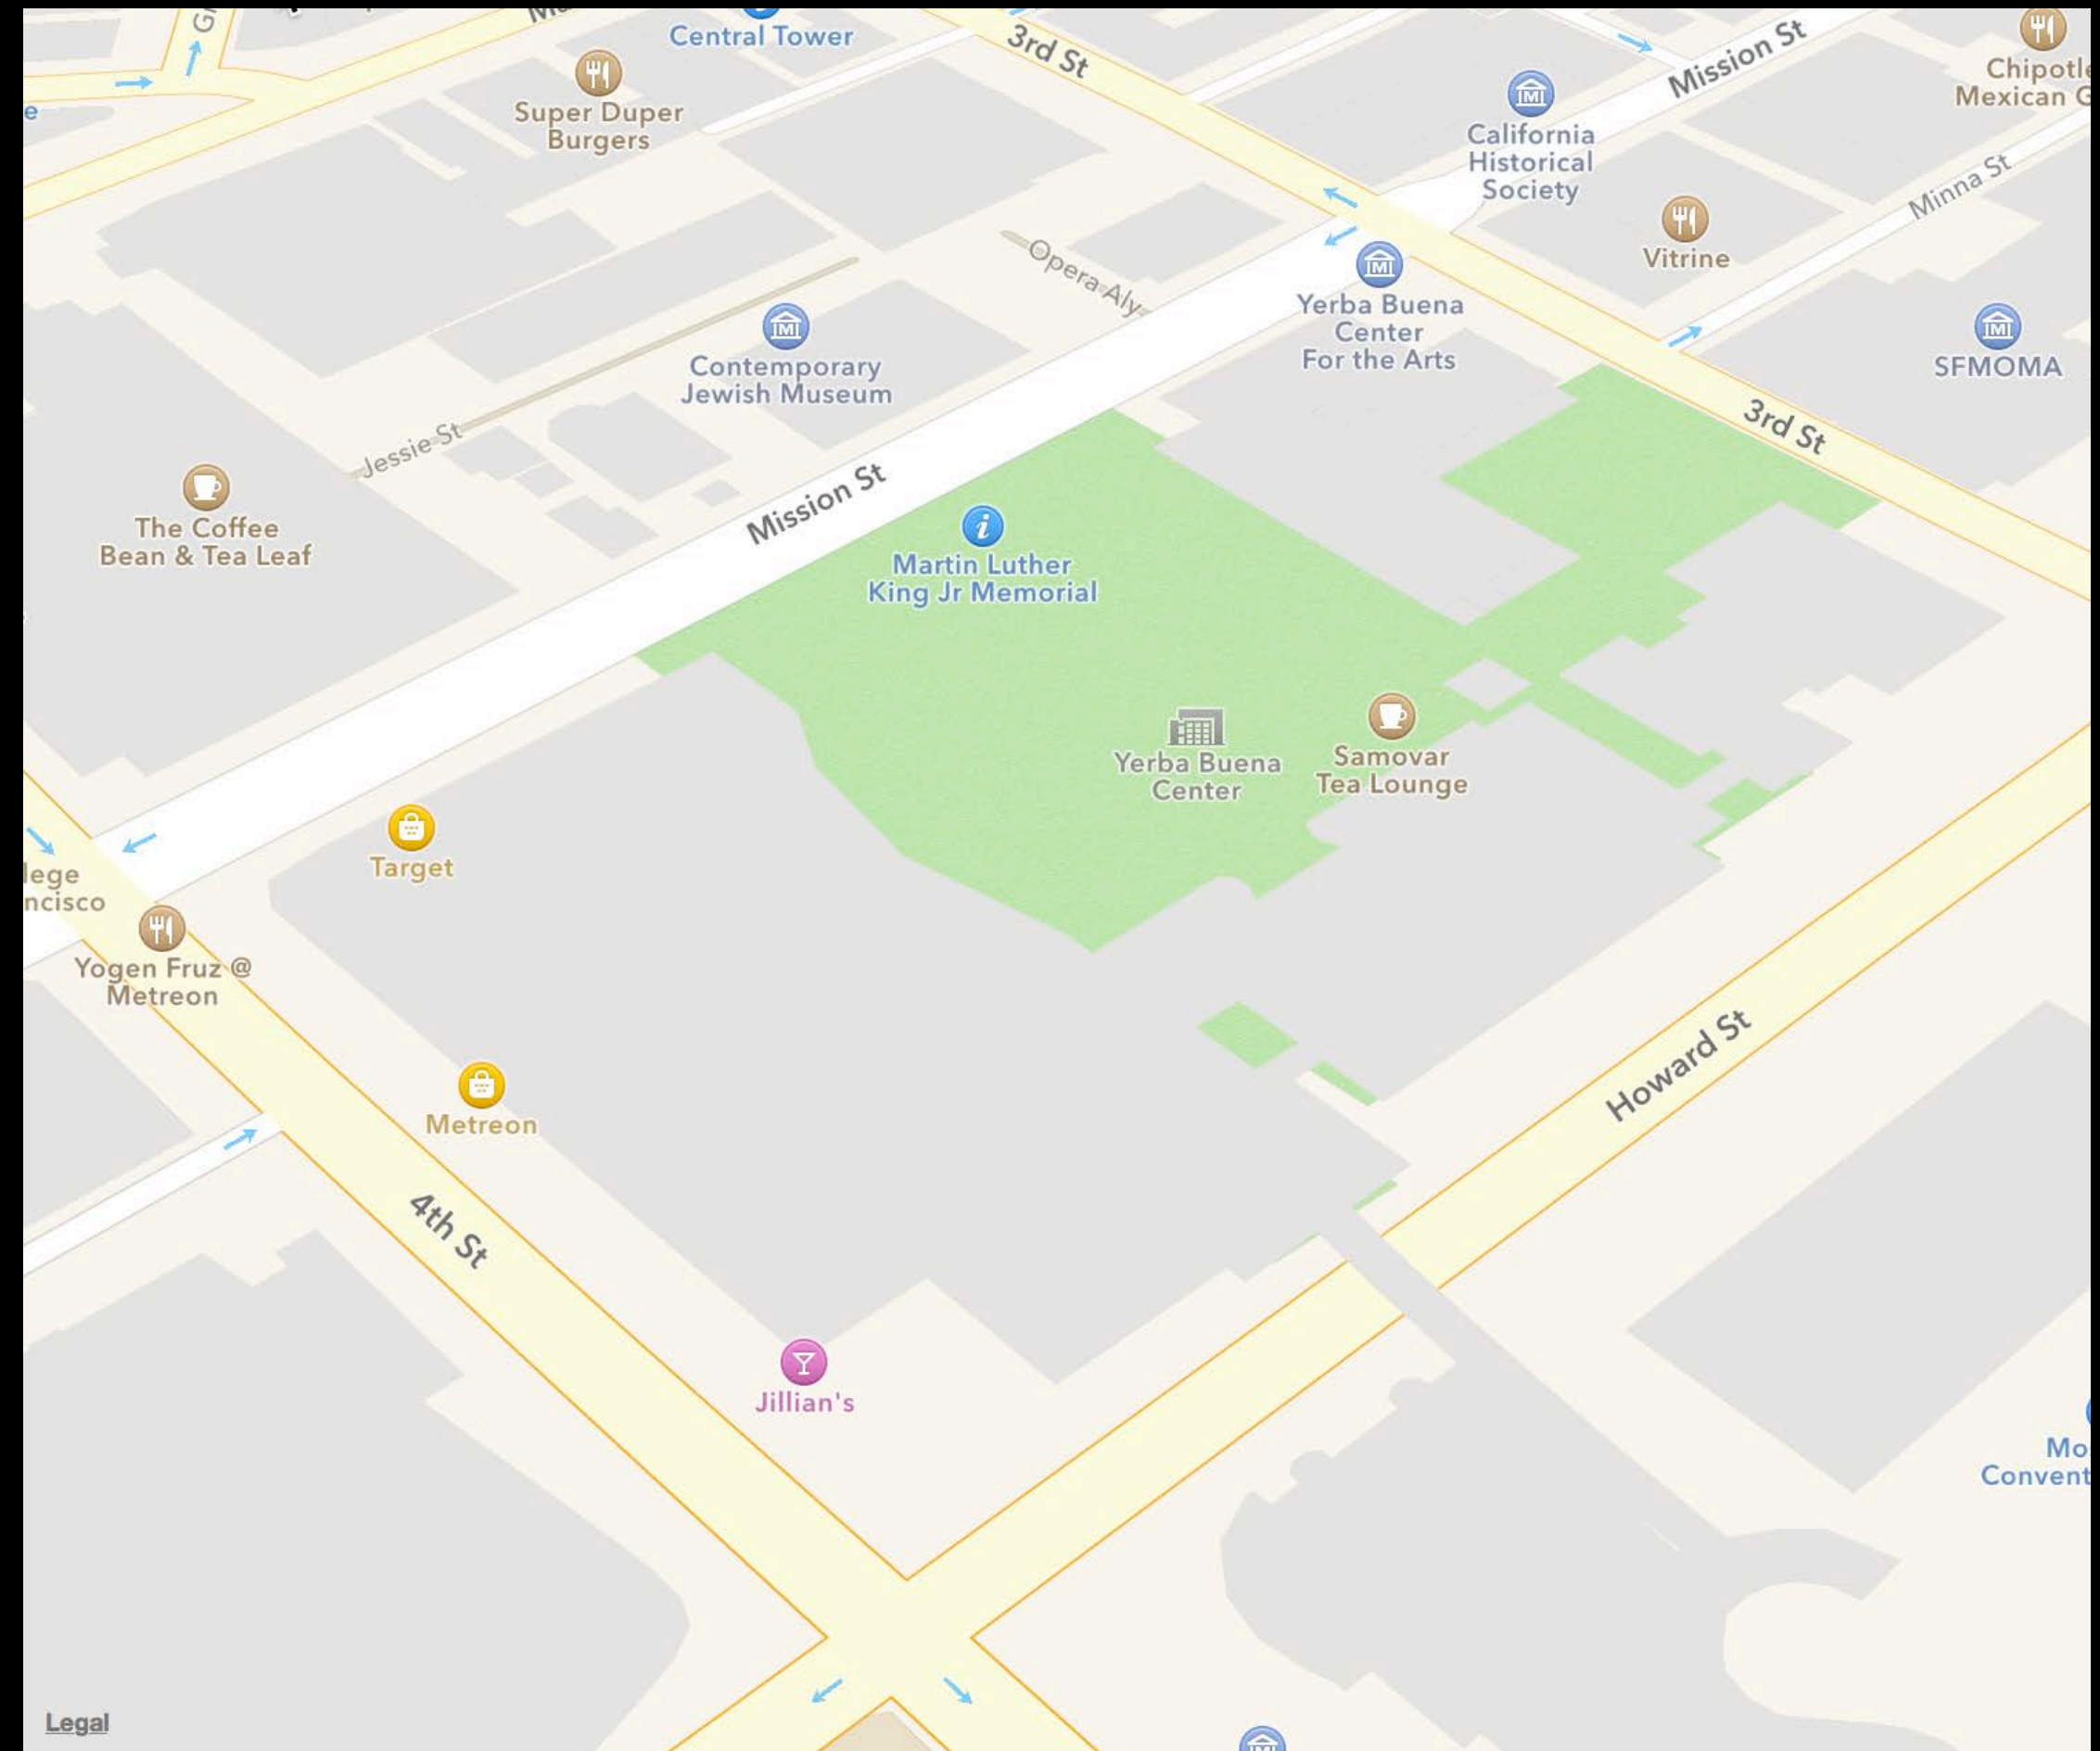 Central Tower
3rd St
Mission St
Chipotle
Mexican G
Super Duper
Burgers
California
Historical
Society
Minna St
Vitrine
Opera Aly
Yerba Buena
Center
For the Arts
SFMOMA
Contemporary
Jewish Museum
3rd St
Jessie St
Mission St
The Coffee
Bean & Tea Leaf
Martin Luther
King Jr Memorial
Yerba Buena
Center
Samovar
Tea Lounge
Target
lege
ncisco
Yogen Fruz @
Metreon
Howard St
Metreon
4th St
Jillian's
Mo
Convent
Legal